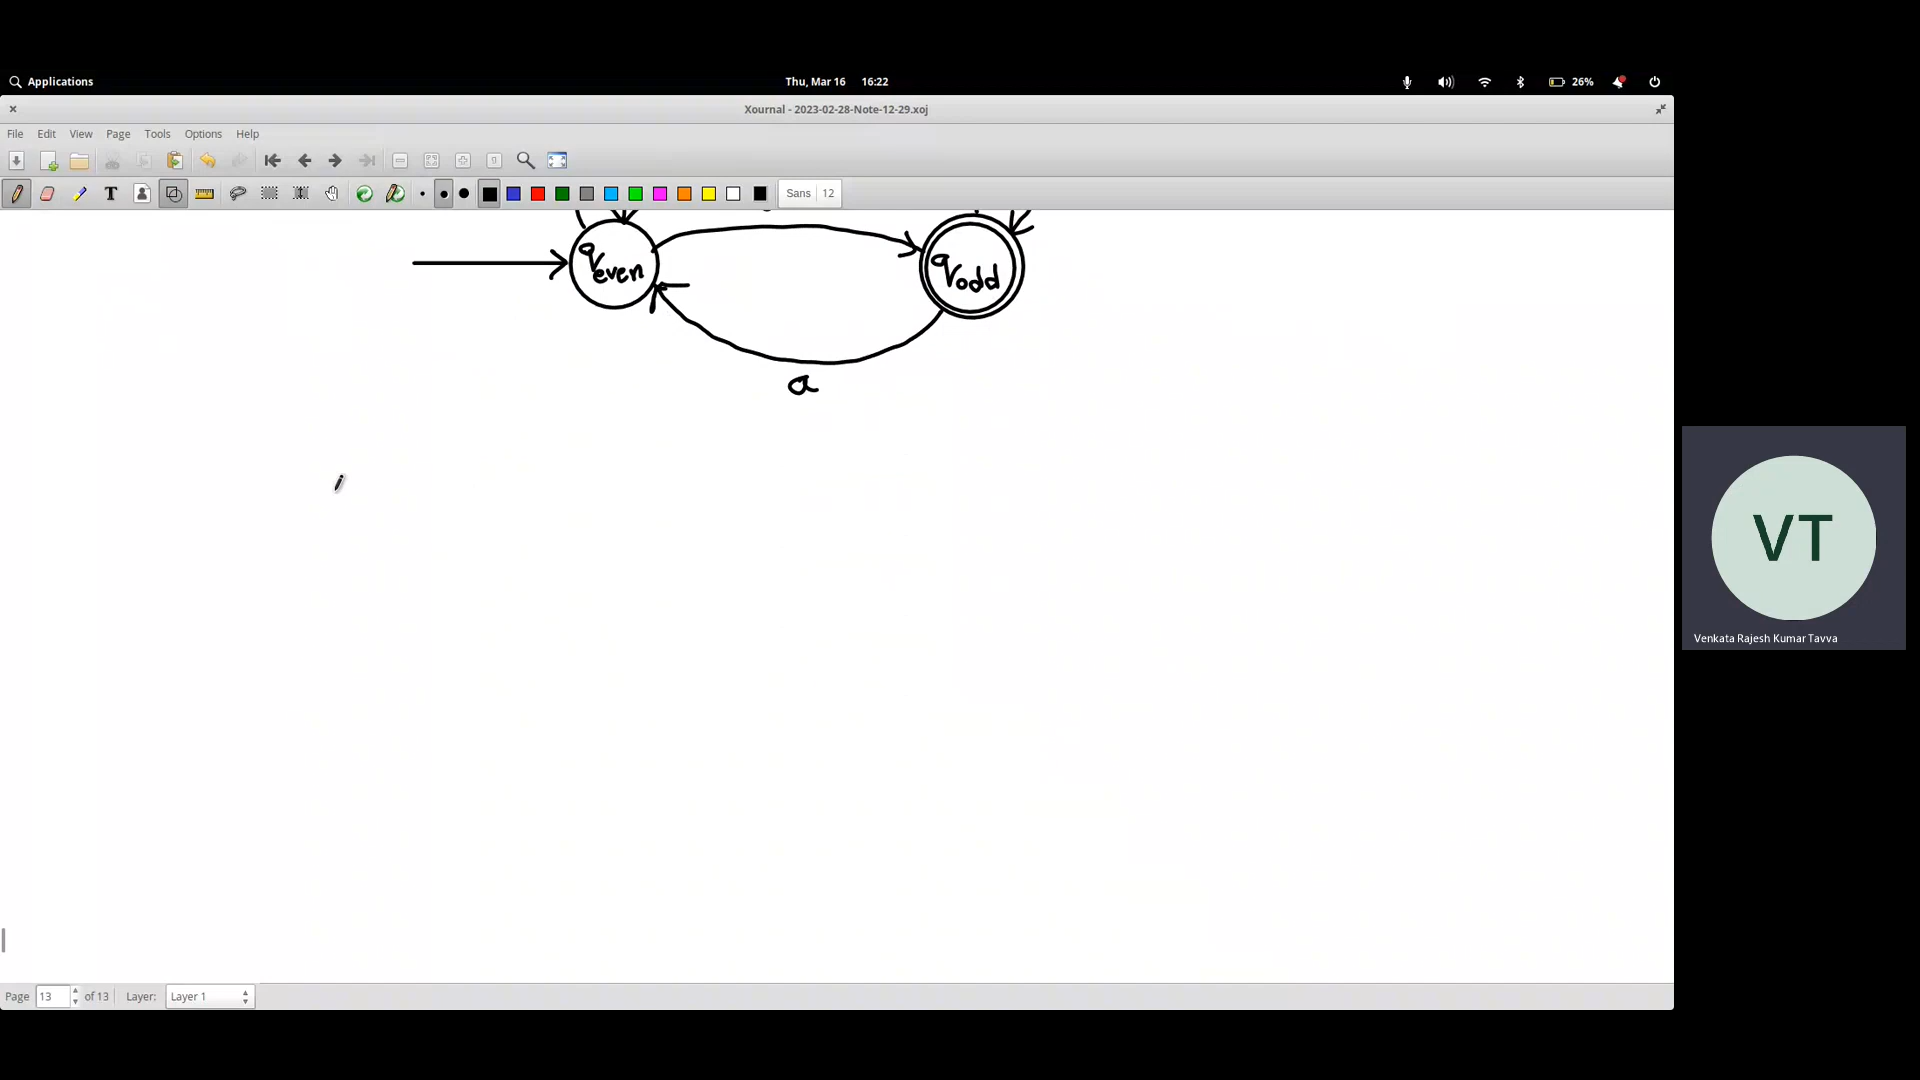 Applications
Thu, Mar 16 16:22
26%
Xournal - 2023-02-28-Note-12-29.xoj
File Edit View Page Tools Options Help
T
Sans 12
q even
q odd
a
VT
Venkata Rajesh Kumar Tavva
Page 13 of 13 Layer: Layer 1